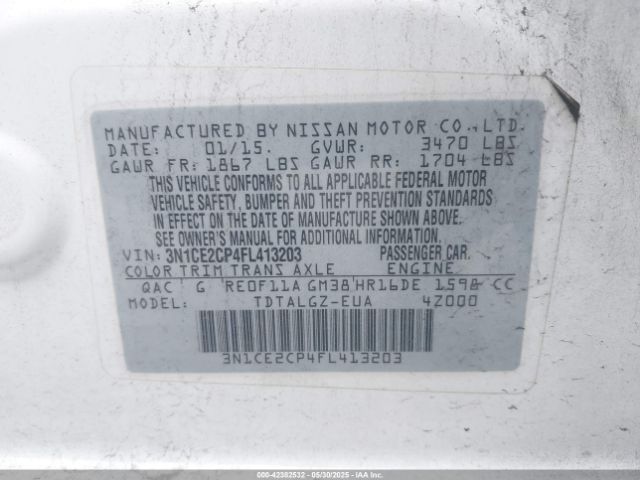 MANUFACTURED BY NISSAN MOTOR CO., LTD.
DATE: 01/15. GVWR: 3470 LBS
GAWR FR: 1867 LBS GAWR RR: 1704 LBS
THIS VEHICLE CONFORMS TO ALL APPLICABLE FEDERAL MOTOR
VEHICLE SAFETY, BUMPER AND THEFT PREVENTION STANDARDS
IN EFFECT ON THE DATE OF MANUFACTURE SHOWN ABOVE.
SEE OWNER'S MANUAL FOR ADDITIONAL INFORMATION.
VIN: 3N1CE2CP4FL413203 PASSENGER CAR.
COLOR TRIM TRANS AXLE ENGINE
QAC G RE0F11A GM38 HR16DE 1598 CC
MODEL: TDTALGZ-EUA 4Z000
3N1CE2CP4FL413203
000-42382532 - 05/30/2025 - IAAI.COM